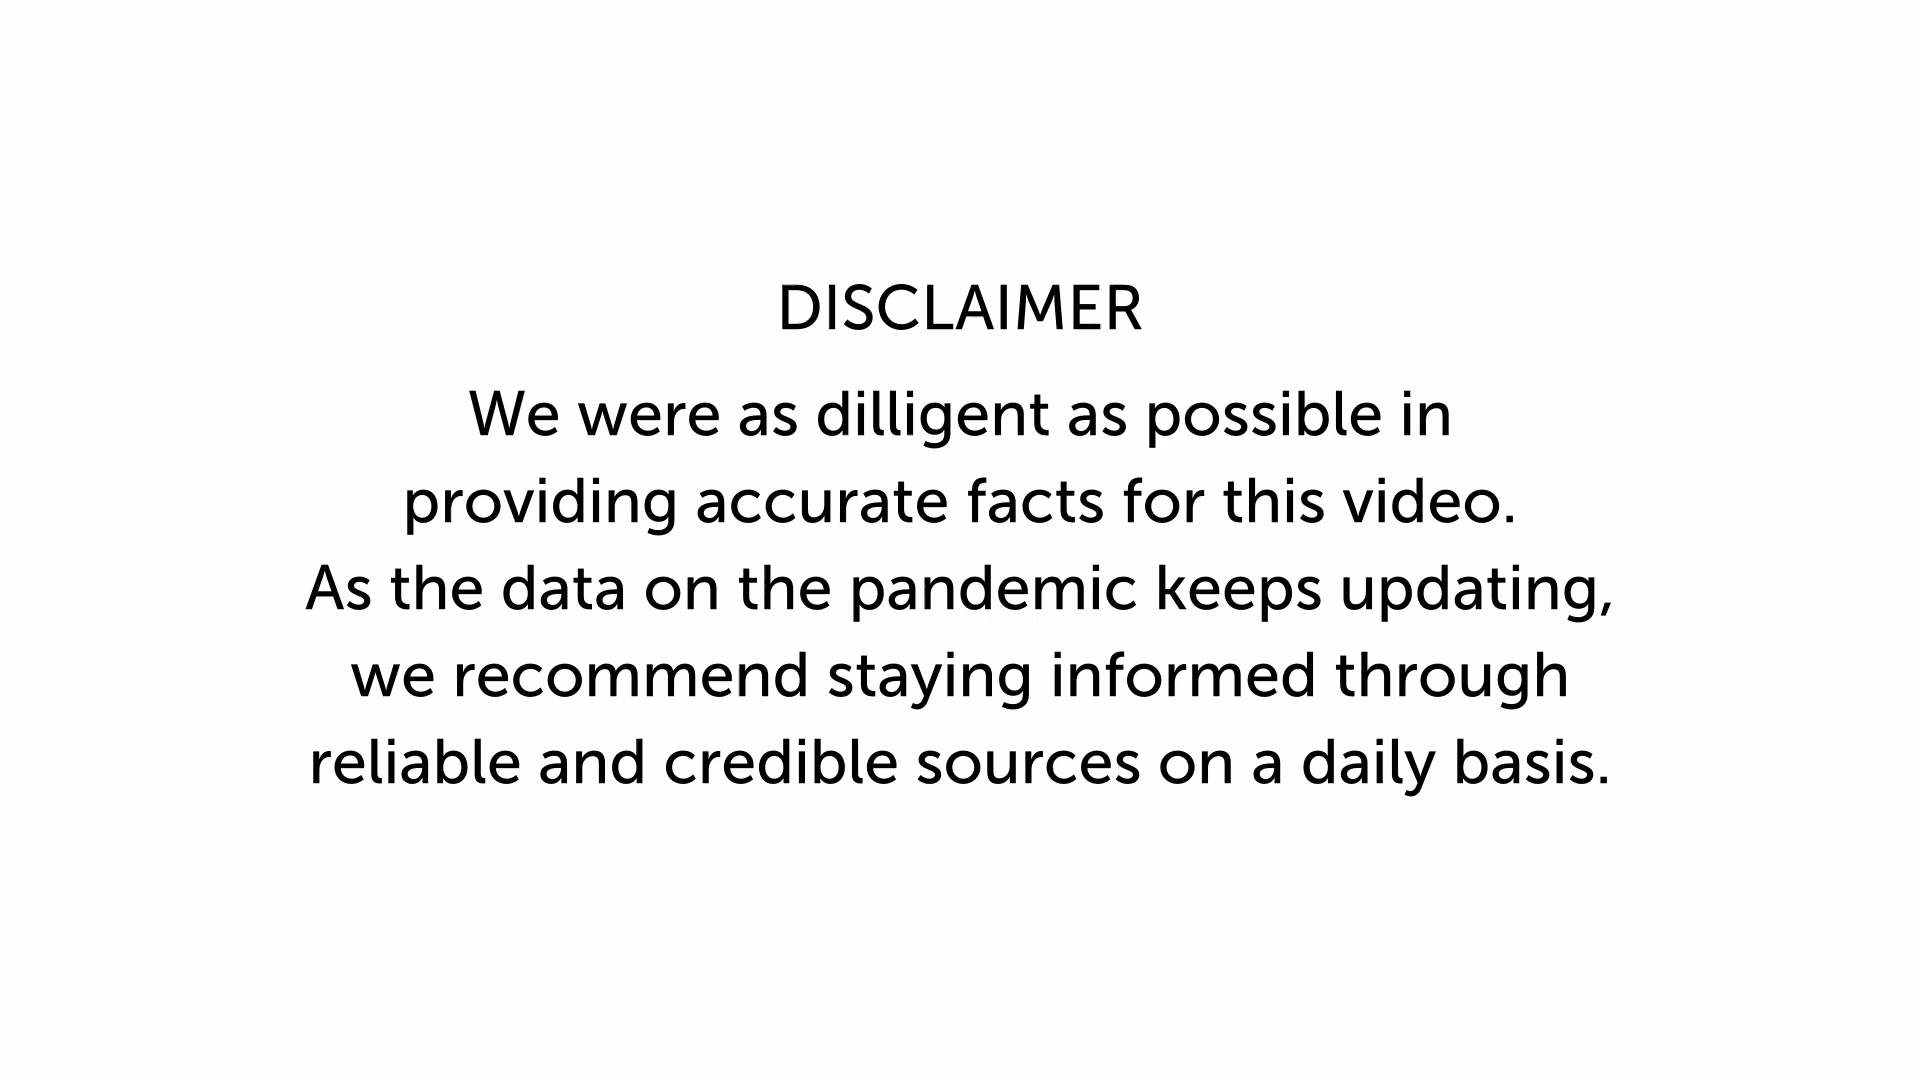 DISCLAIMER
We were as dilligent as possible in
providing accurate facts for this video.
As the data on the pandemic keeps updating,
we recommend staying informed through
reliable and credible sources on a daily basis.